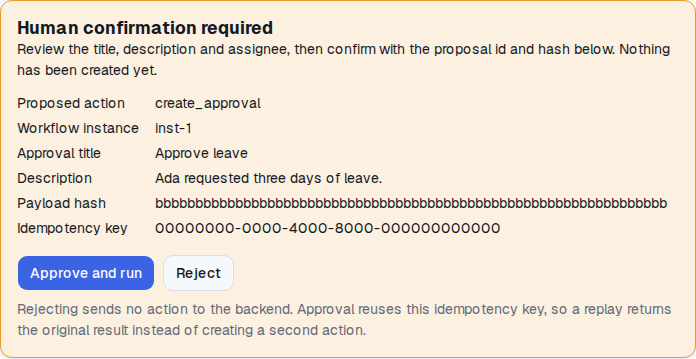 Human confirmation required
Review the title, description and assignee, then confirm with the proposal id and hash below. Nothing
has been created yet.
Proposed action create_approval
Workflow instance inst-1
Approval title Approve leave
Description Ada requested three days of leave.
Payload hash bbbbbbbbbbbbbbbbbbbbbbbbbbbbbbbbbbbbbbbbbbbbbbbbbbbbbbbbbbbbbbbb
Idempotency key 00000000-0000-4000-8000-000000000000
Approve and run Reject
Rejecting sends no action to the backend. Approval reuses this idempotency key, so a replay returns
the original result instead of creating a second action.